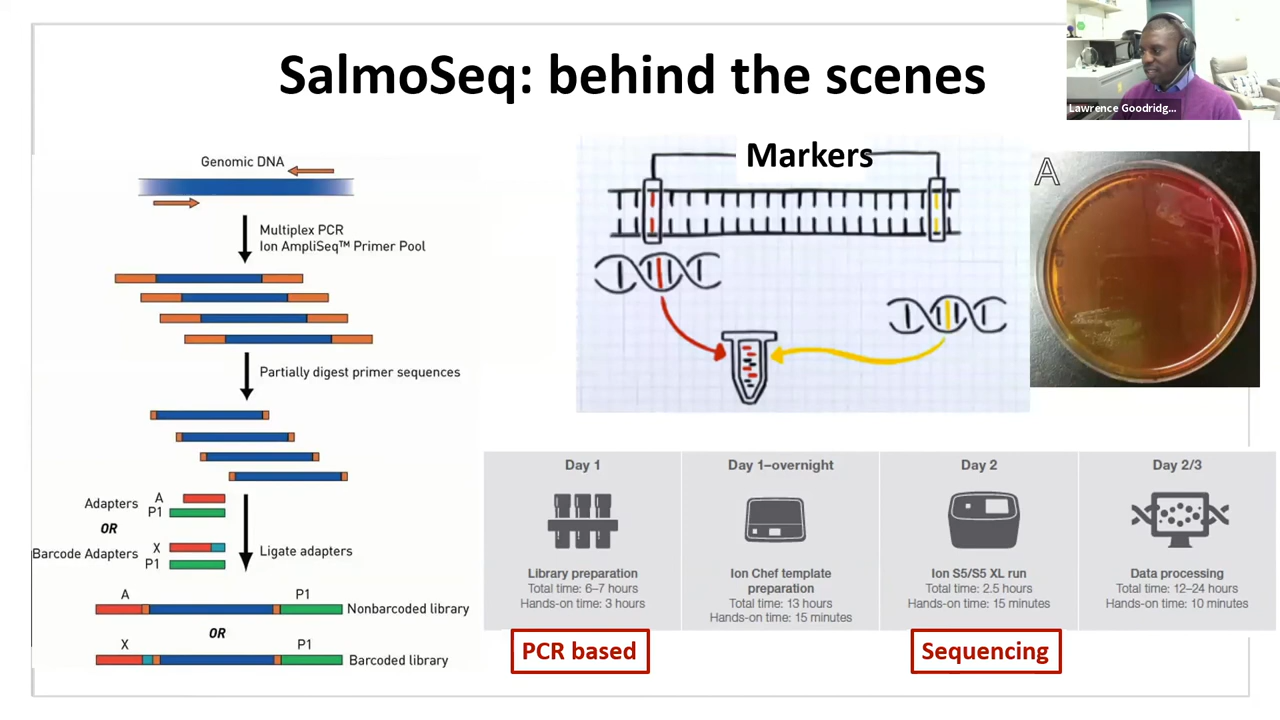 SalmoSeq: behind the scenes
Lawrence Goodridg...
Genomic DNA
Multiplex PCR
Ion AmpliSeq™ Primer Pool
Partially digest primer sequences
Adapters
A
P1
OR
Barcode Adapters
X
P1
Ligate adapters
A
P1
Nonbarcoded library
OR
X
P1
Barcoded library
Markers
A
Day 1
Library preparation
Total time: 6–7 hours
Hands-on time: 3 hours
Day 1–overnight
Ion Chef template
preparation
Total time: 13 hours
Hands-on time: 15 minutes
Day 2
Ion S5/S5 XL run
Total time: 2.5 hours
Hands-on time: 15 minutes
Day 2/3
Data processing
Total time: 12–24 hours
Hands-on time: 10 minutes
PCR based
Sequencing